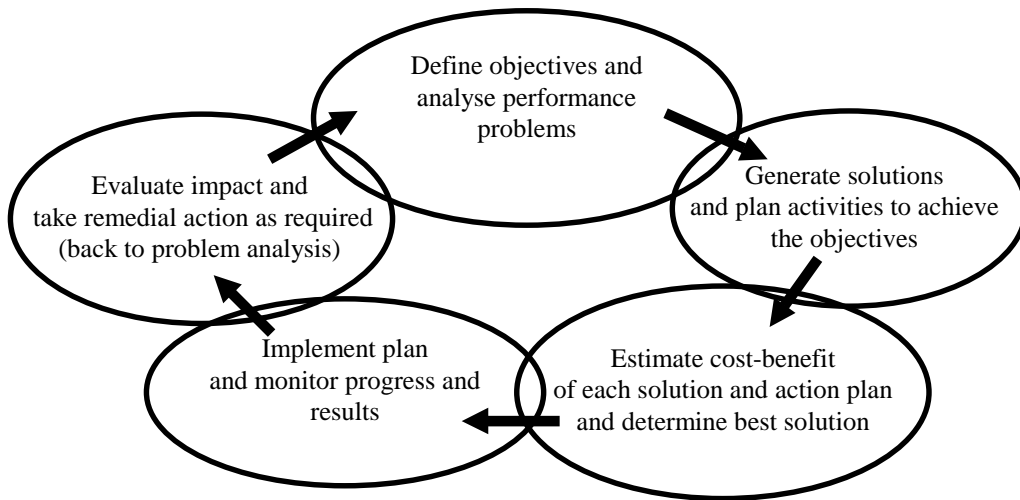 Define objectives and
analyse performance
problems
Generate solutions
and plan activities to achieve
the objectives
Estimate cost-benefit
of each solution and action plan
and determine best solution
Implement plan
and monitor progress and
results
Evaluate impact and
take remedial action as required
(back to problem analysis)